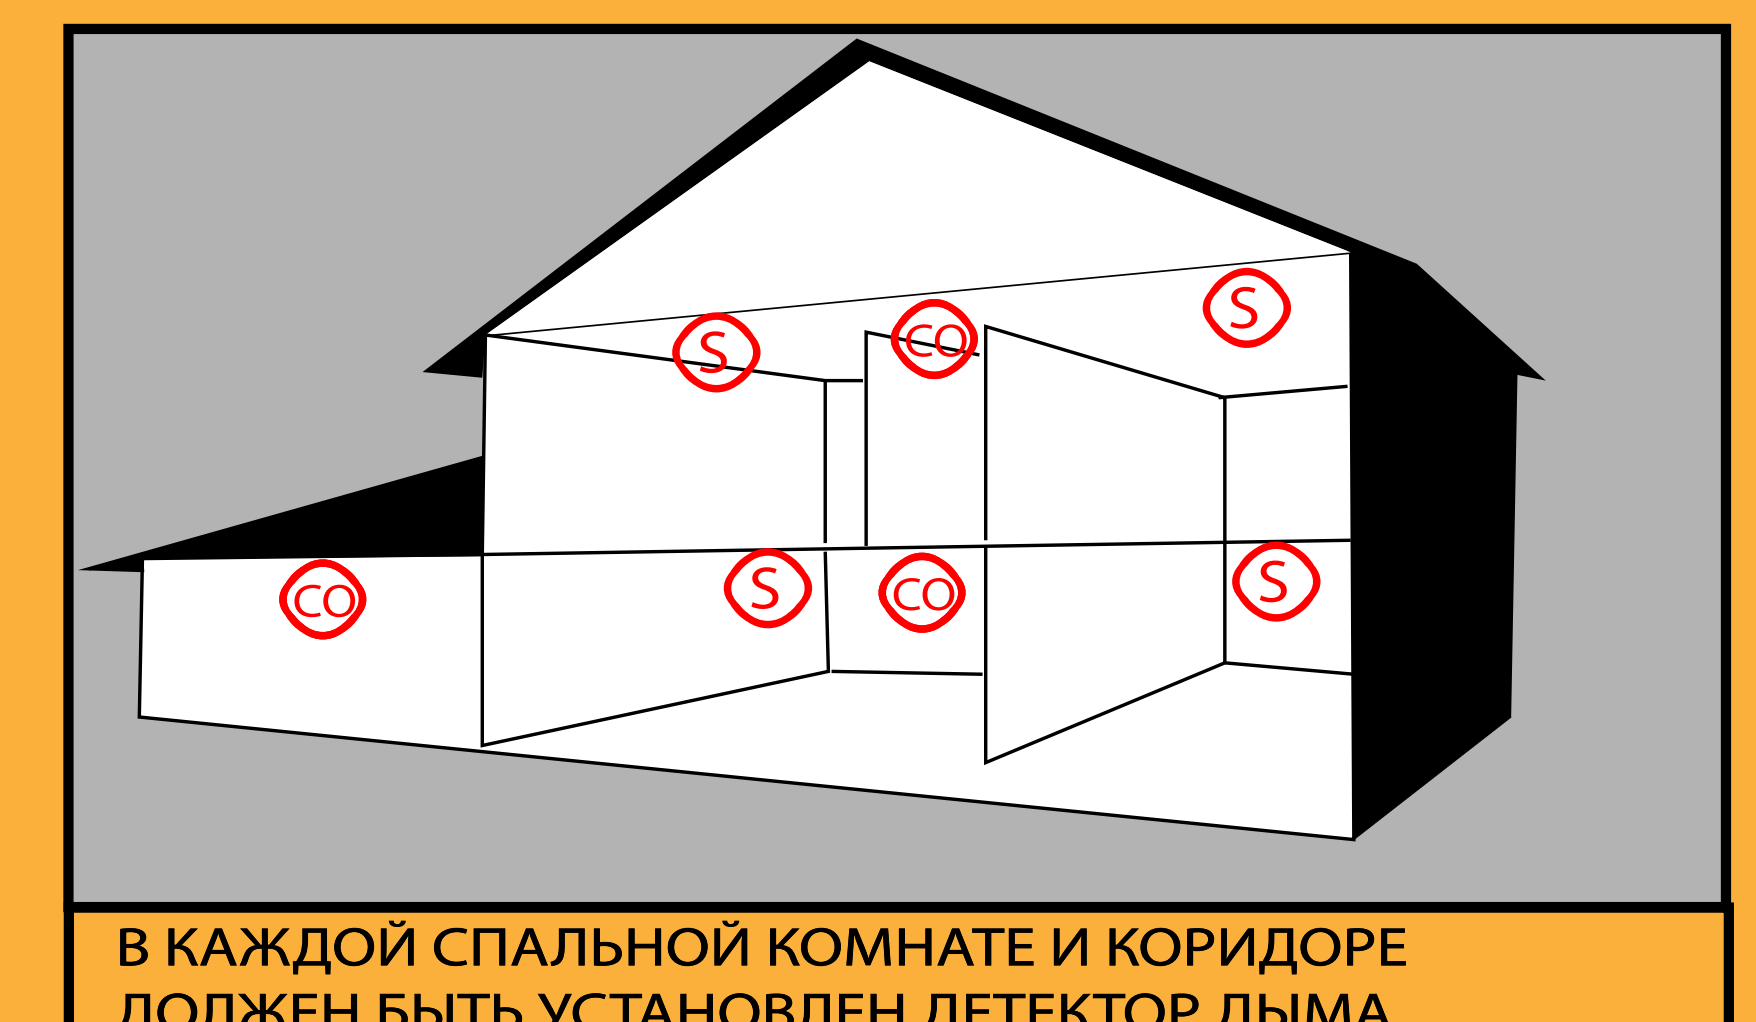 S
CO
S
CO
S
CO
S
В КАЖДОЙ СПАЛЬНОЙ КОМНАТЕ И КОРИДОРЕ
ДОЛЖЕН БЫТЬ УСТАНОВЛЕН ДЕТЕКТОР ДЫМА